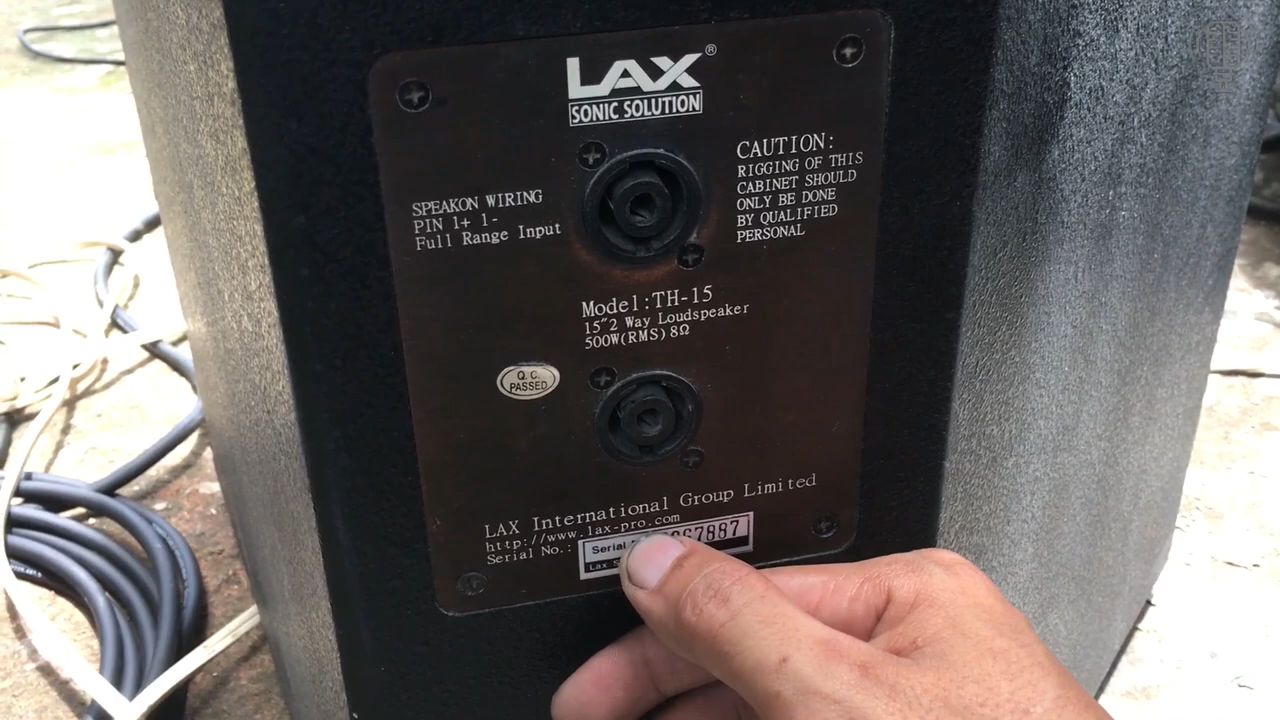 LAX®
SONIC SOLUTION
CAUTION:
RIGGING OF THIS
CABINET SHOULD
ONLY BE DONE
BY QUALIFIED
PERSONAL
SPEAKON WIRING
PIN 1+ 1-
Full Range Input
Model:TH-15
15″2 Way Loudspeaker
500W(RMS)8Ω
Q.C.
PASSED
LAX International Group Limited
http://www.lax-pro.com
Serial No.:
Serial
67887
Lax